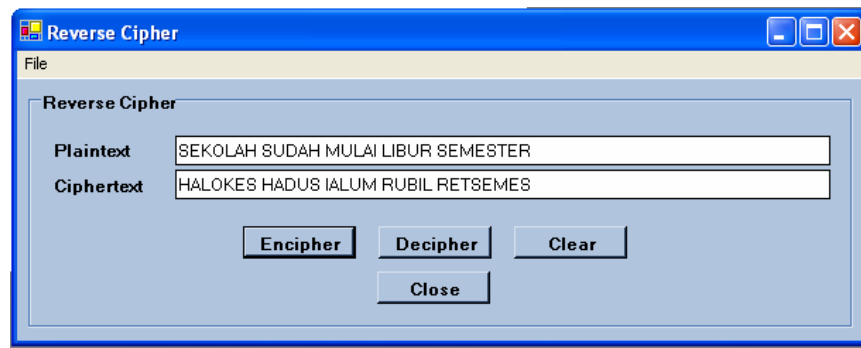 Reverse Cipher
File
Reverse Cipher
Plaintext SEKOLAH SUDAH MULAI LIBUR SEMESTER
Ciphertext HALOKES HADUS IALUM RUBIL RETSEMES
Encipher Decipher Clear
Close